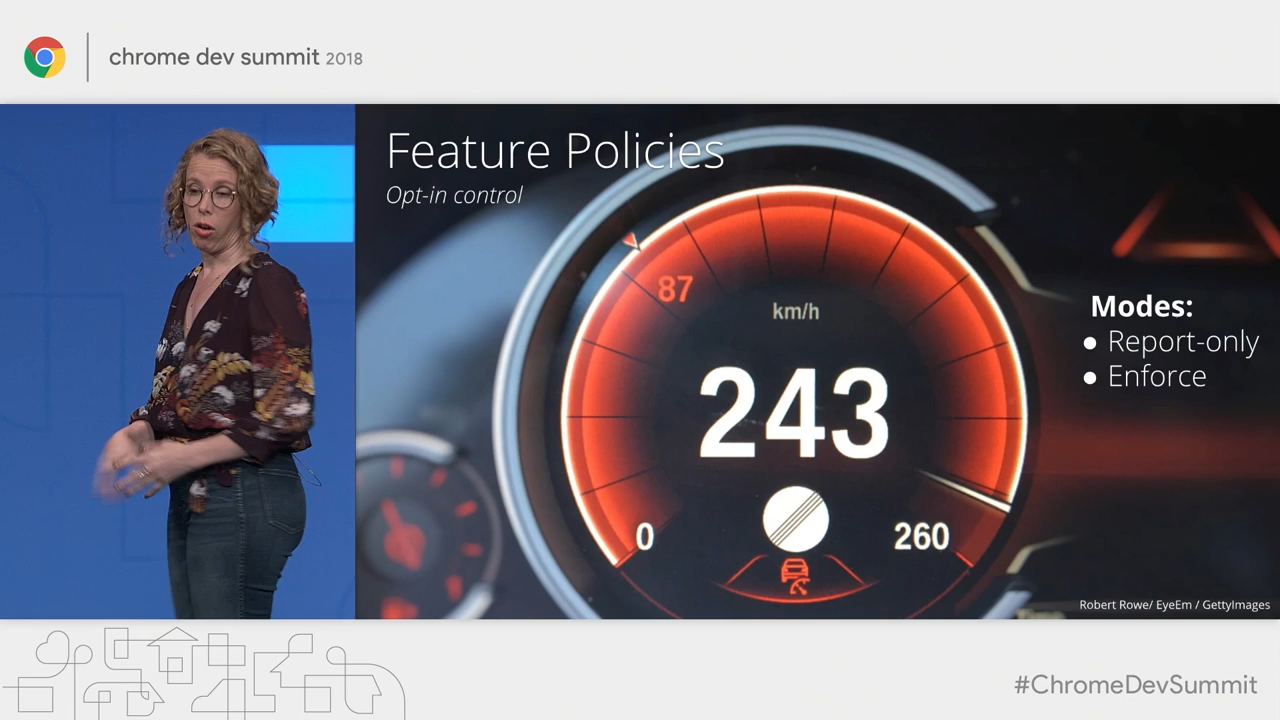 chrome dev summit 2018
Feature Policies
Opt-in control
87
km/h
243
0
260
Modes:
● Report-only
● Enforce
Robert Rowe/ EyeEm / GettyImages
#ChromeDevSummit